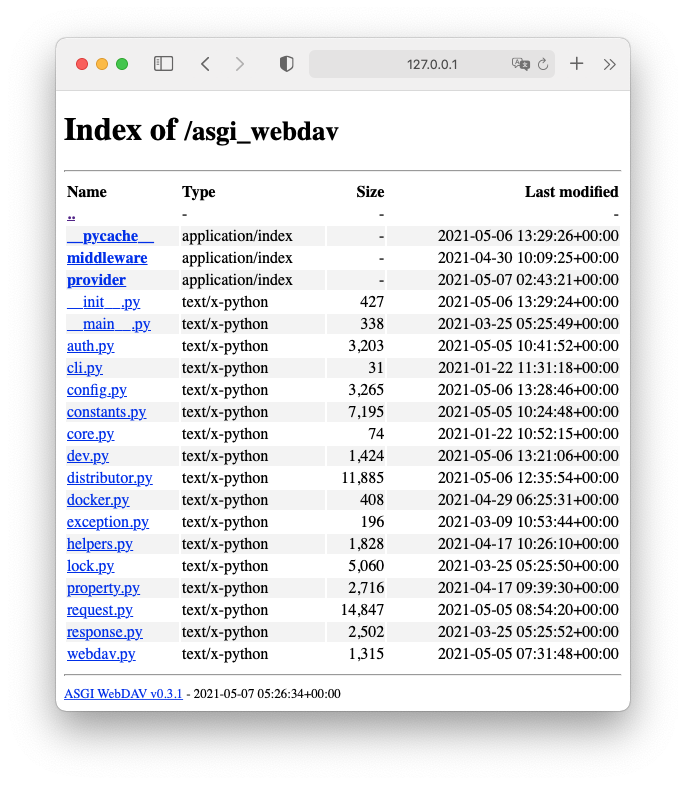 127.0.0.1
Index of /asgi_webdav
Name Type Size Last modified
.. - - -
__pycache__ application/index - 2021-05-06 13:29:26+00:00
middleware application/index - 2021-04-30 10:09:25+00:00
provider application/index - 2021-05-07 02:43:21+00:00
__init__.py text/x-python 427 2021-05-06 13:29:24+00:00
__main__.py text/x-python 338 2021-03-25 05:25:49+00:00
auth.py text/x-python 3,203 2021-05-05 10:41:52+00:00
cli.py text/x-python 31 2021-01-22 11:31:18+00:00
config.py text/x-python 3,265 2021-05-06 13:28:46+00:00
constants.py text/x-python 7,195 2021-05-05 10:24:48+00:00
core.py text/x-python 74 2021-01-22 10:52:15+00:00
dev.py text/x-python 1,424 2021-05-06 13:21:06+00:00
distributor.py text/x-python 11,885 2021-05-06 12:35:54+00:00
docker.py text/x-python 408 2021-04-29 06:25:31+00:00
exception.py text/x-python 196 2021-03-09 10:53:44+00:00
helpers.py text/x-python 1,828 2021-04-17 10:26:10+00:00
lock.py text/x-python 5,060 2021-03-25 05:25:50+00:00
property.py text/x-python 2,716 2021-04-17 09:39:30+00:00
request.py text/x-python 14,847 2021-05-05 08:54:20+00:00
response.py text/x-python 2,502 2021-03-25 05:25:52+00:00
webdav.py text/x-python 1,315 2021-05-05 07:31:48+00:00
ASGI WebDAV v0.3.1 - 2021-05-07 05:26:34+00:00